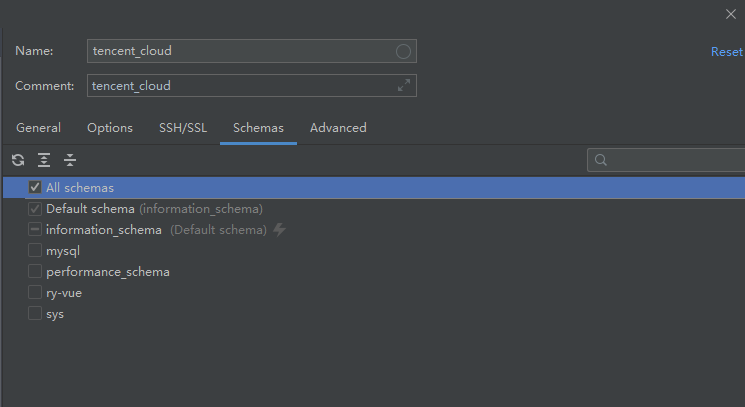 Name: tencent_cloud Reset
Comment: tencent_cloud
General Options SSH/SSL Schemas Advanced
All schemas
Default schema (information_schema)
information_schema (Default schema)
mysql
performance_schema
ry-vue
sys